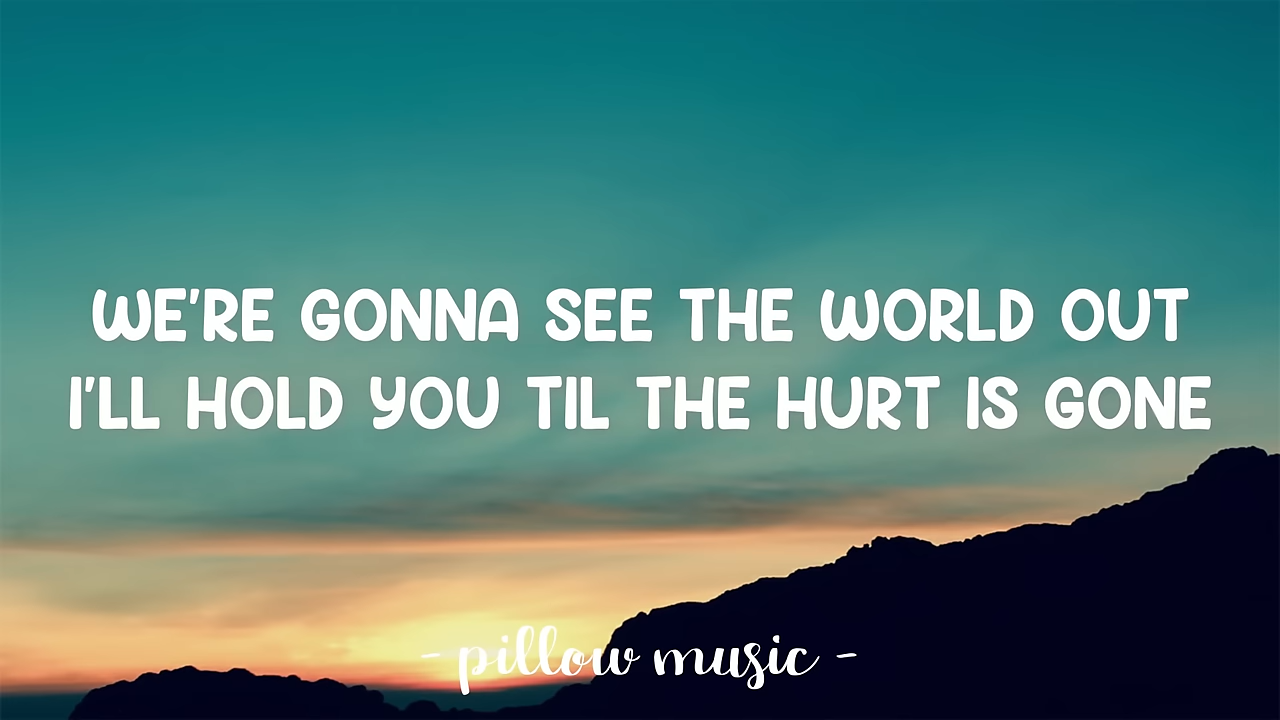 WE'RE GONNA SEE THE WORLD OUT
I'LL HOLD YOU TIL THE HURT IS GONE
- pillow music -